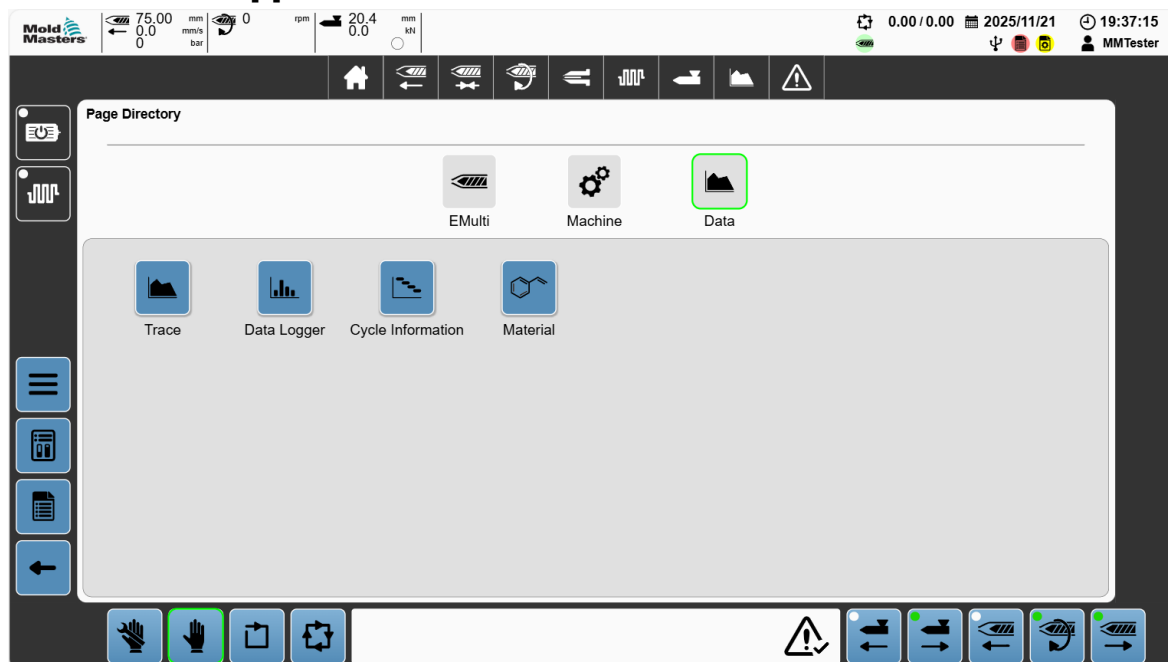 Mold
Masters
75.00 mm
0.0 mm/s
0 bar
0 rpm
20.4 mm
0.0 kN
0.00 / 0.00
2025/11/21
19:37:15
MMTester
Page Directory
EMulti
Machine
Data
Trace
Data Logger
Cycle Information
Material